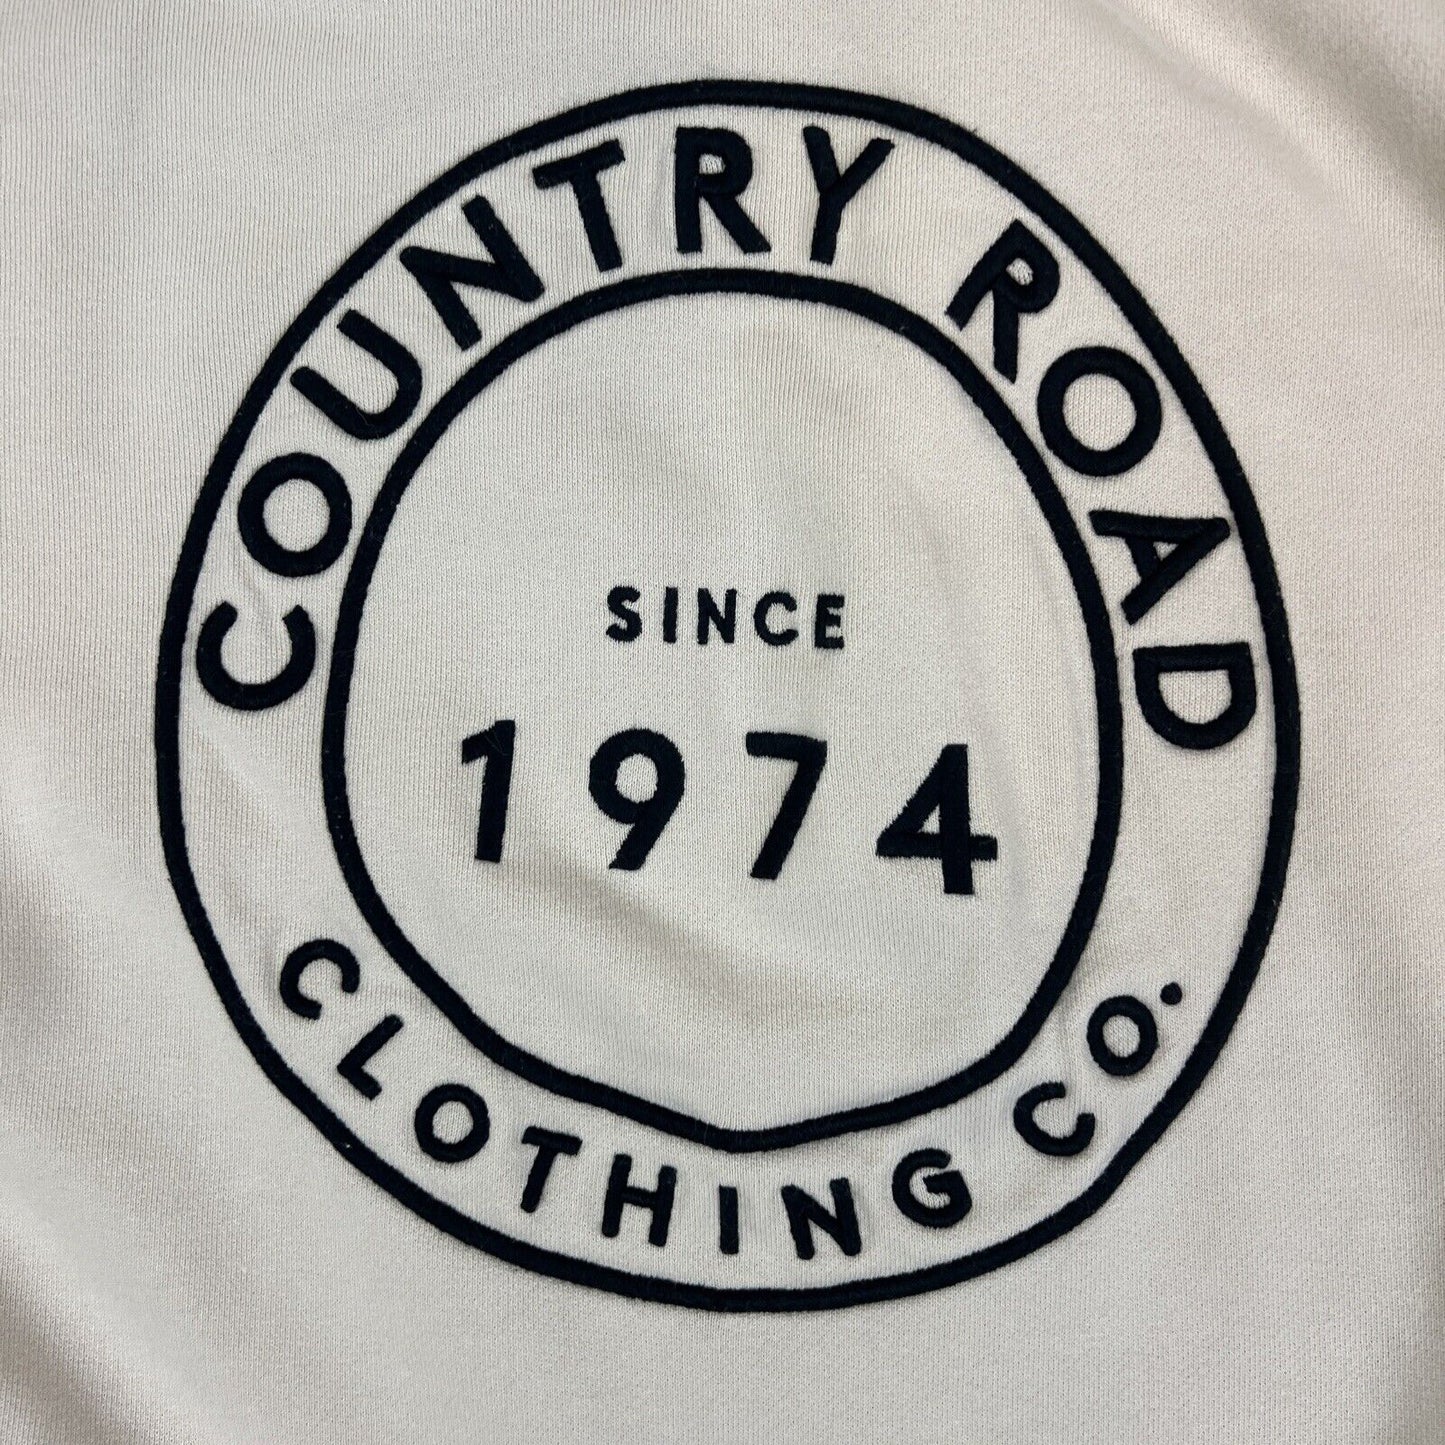 COUNTRY ROAD
SINCE
1974
CLOTHING CO.